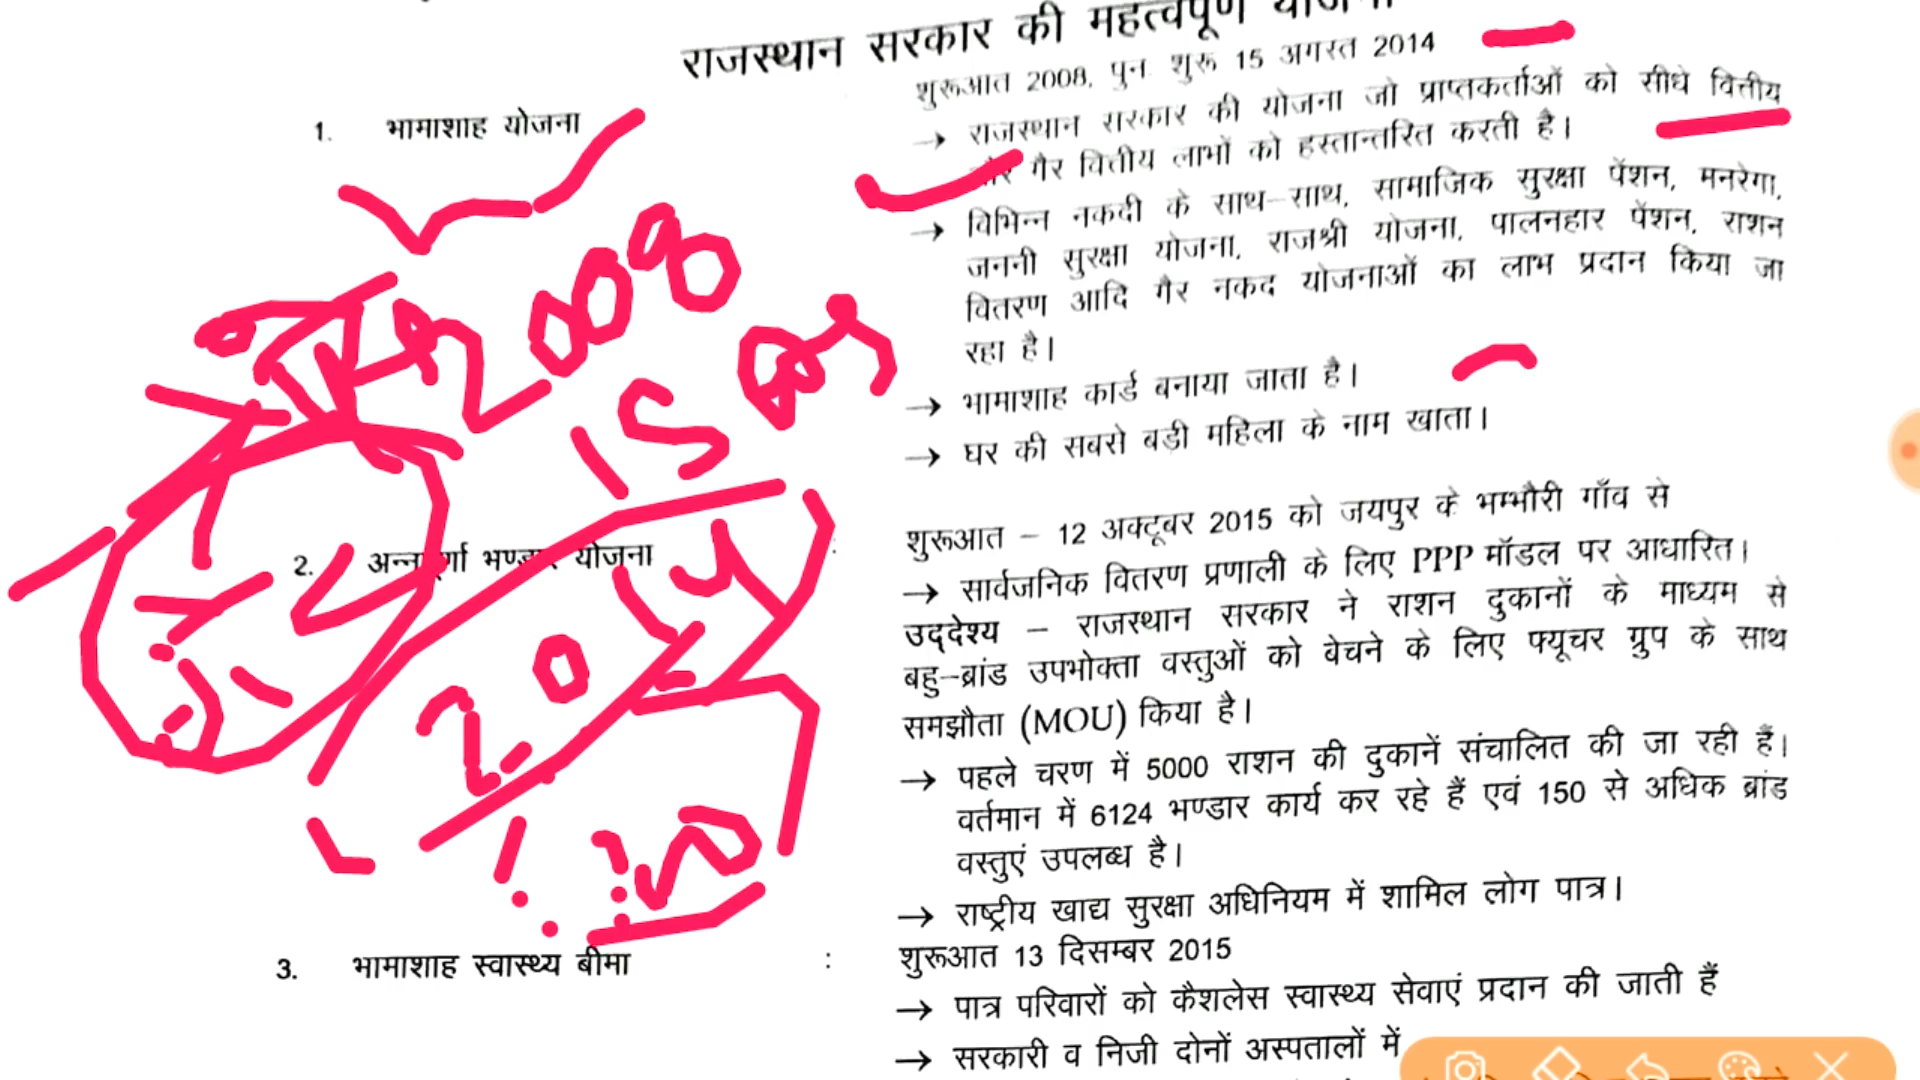 राजस्थान सरकार की महत्वपूर्ण योजना
शुरूआत 2008, पुन शुरू 15 अगस्त 2014
1. भामाशाह योजना
→ राजस्थान सरकार की योजना जो प्राप्तकर्ताओं को सीधे वित्तीय
और गैर वित्तीय लाभों को हस्तान्तरित करती है।
→ विभिन्न नकदी के साथ-साथ, सामाजिक सुरक्षा पेंशन, मनरेगा,
जननी सुरक्षा योजना, राजश्री योजना, पालनहार पेंशन, राशन
वितरण आदि गैर नकद योजनाओं का लाभ प्रदान किया जा
रहा है।
→ भामाशाह कार्ड बनाया जाता है।
→ घर की सबसे बड़ी महिला के नाम खाता।
2008
15
2. अन्नपूर्णा भण्डार योजना :
शुरूआत – 12 अक्टूबर 2015 को जयपुर के भम्भौरी गाँव से
→ सार्वजनिक वितरण प्रणाली के लिए PPP मॉडल पर आधारित।
उद्देश्य – राजस्थान सरकार ने राशन दुकानों के माध्यम से
बहु-ब्रांड उपभोक्ता वस्तुओं को बेचने के लिए फ्यूचर ग्रुप के साथ
समझौता (MOU) किया है।
→ पहले चरण में 5000 राशन की दुकानें संचालित की जा रही हैं।
वर्तमान में 6124 भण्डार कार्य कर रहे हैं एवं 150 से अधिक ब्रांड
वस्तुएं उपलब्ध है।
→ राष्ट्रीय खाद्य सुरक्षा अधिनियम में शामिल लोग पात्र।
3. भामाशाह स्वास्थ्य बीमा :
शुरूआत 13 दिसम्बर 2015
→ पात्र परिवारों को कैशलेस स्वास्थ्य सेवाएं प्रदान की जाती हैं
→ सरकारी व निजी दोनों अस्पतालों में